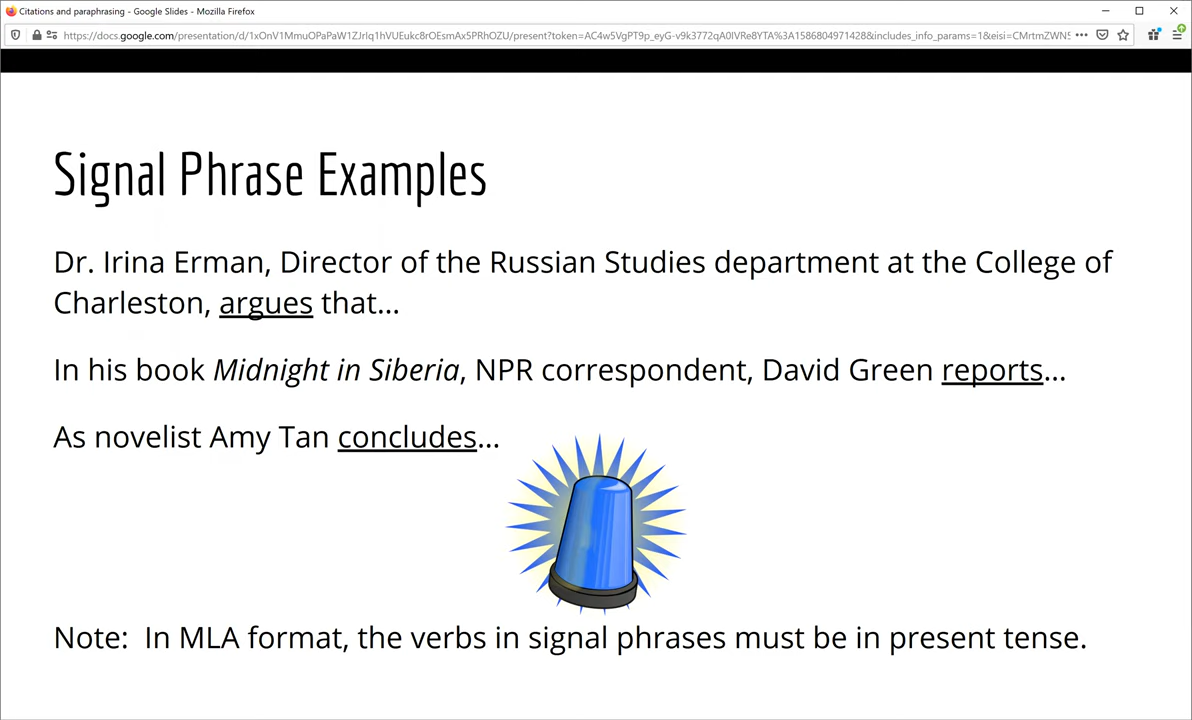 Citations and paraphrasing - Google Slides - Mozilla Firefox
https://docs.google.com/presentation/d/1xOnV1MmuOPaPaW1ZJrIq1hVUEukc8rOEsmAx5PRhOZU/present?token=AC4w5VgPT9p_eyG-v9k3772qA0IVRe8YTA%3A1586804971428&includes_info_params=1&eisi=CMrtmZWN5
Signal Phrase Examples
Dr. Irina Erman, Director of the Russian Studies department at the College of
Charleston, argues that...
In his book Midnight in Siberia, NPR correspondent, David Green reports...
As novelist Amy Tan concludes...
Note: In MLA format, the verbs in signal phrases must be in present tense.